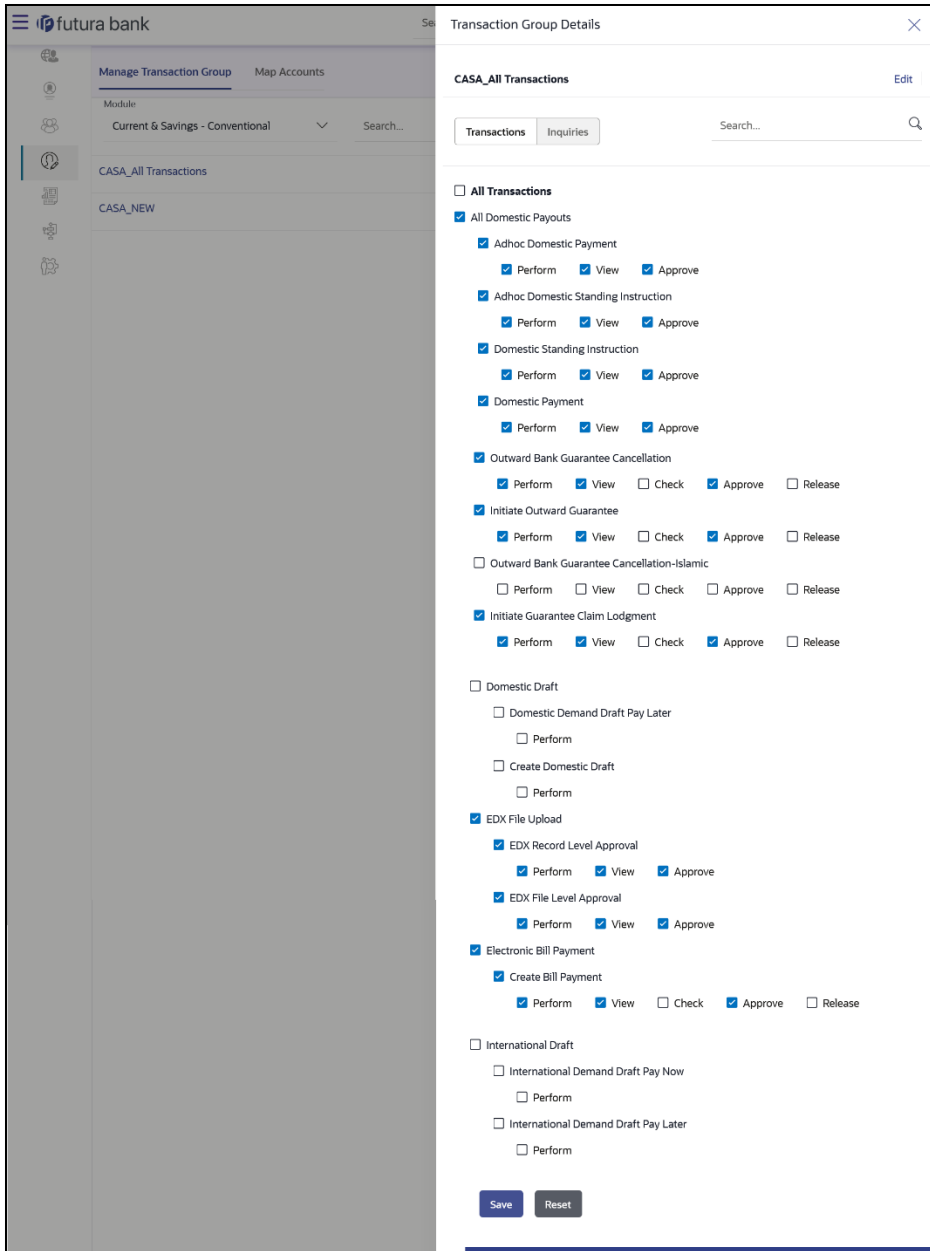 futura bank
Sea
Manage Transaction Group Map Accounts
Module
Current & Savings - Conventional Search...
CASA_All Transactions
CASA_NEW
Transaction Group Details
CASA_All Transactions Edit
Transactions Inquiries Search...
All Transactions
All Domestic Payouts
Adhoc Domestic Payment
Perform View Approve
Adhoc Domestic Standing Instruction
Perform View Approve
Domestic Standing Instruction
Perform View Approve
Domestic Payment
Perform View Approve
Outward Bank Guarantee Cancellation
Perform View Check Approve Release
Initiate Outward Guarantee
Perform View Check Approve Release
Outward Bank Guarantee Cancellation-Islamic
Perform View Check Approve Release
Initiate Guarantee Claim Lodgment
Perform View Check Approve Release
Domestic Draft
Domestic Demand Draft Pay Later
Perform
Create Domestic Draft
Perform
EDX File Upload
EDX Record Level Approval
Perform View Approve
EDX File Level Approval
Perform View Approve
Electronic Bill Payment
Create Bill Payment
Perform View Check Approve Release
International Draft
International Demand Draft Pay Now
Perform
International Demand Draft Pay Later
Perform
Save Reset